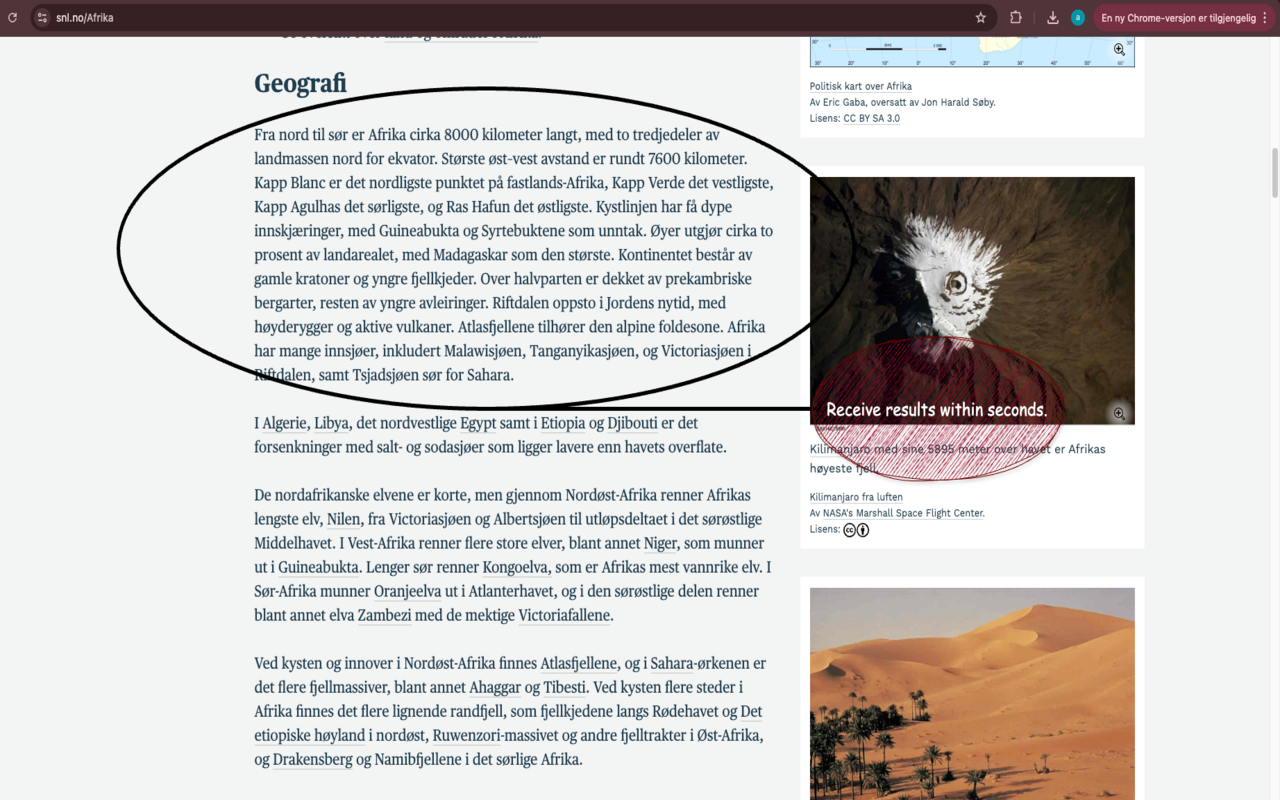 snl.no/Afrika
a
En ny Chrome-versjon er tilgjengelig
Geografi
Fra nord til sør er Afrika cirka 8000 kilometer langt, med to tredjedeler av
landmassen nord for ekvator. Største øst-vest avstand er rundt 7600 kilometer.
Kapp Blanc er det nordligste punktet på fastlands-Afrika, Kapp Verde det vestligste,
Kapp Agulhas det sørligste, og Ras Hafun det østligste. Kystlinjen har få dype
innskjæringer, med Guineabukta og Syrtebuktene som unntak. Øyer utgjør cirka to
prosent av landarealet, med Madagaskar som den største. Kontinentet består av
gamle kratoner og yngre fjellkjeder. Over halvparten er dekket av prekambriske
bergarter, resten av yngre avleiringer. Riftdalen oppsto i Jordens nytid, med
høyderygger og aktive vulkaner. Atlasfjellene tilhører den alpine foldesone. Afrika
har mange innsjøer, inkludert Malawisjøen, Tanganyikasjøen, og Victoriasjøen i
Riftdalen, samt Tsjadsjøen sør for Sahara.
I Algerie, Libya, det nordvestlige Egypt samt i Etiopia og Djibouti er det
forsenkninger med salt- og sodasjøer som ligger lavere enn havets overflate.
De nordafrikanske elvene er korte, men gjennom Nordøst-Afrika renner Afrikas
lengste elv, Nilen, fra Victoriasjøen og Albertsjøen til utløpsdeltaet i det sørøstlige
Middelhavet. I Vest-Afrika renner flere store elver, blant annet Niger, som munner
ut i Guineabukta. Lenger sør renner Kongoelva, som er Afrikas mest vannrike elv. I
Sør-Afrika munner Oranjeelva ut i Atlanterhavet, og i den sørøstlige delen renner
blant annet elva Zambezi med de mektige Victoriafallene.
Ved kysten og innover i Nordøst-Afrika finnes Atlasfjellene, og i Sahara-ørkenen er
det flere fjellmassiver, blant annet Ahaggar og Tibesti. Ved kysten flere steder i
Afrika finnes det flere lignende randfjell, som fjellkjedene langs Rødehavet og Det
etiopiske høyland i nordøst, Ruwenzori-massivet og andre fjelltrakter i Øst-Afrika,
og Drakensberg og Namibfjellene i det sørlige Afrika.
30° 20° 10° 0° 10° 20° 30° 40° 50° 60°
Politisk kart over Afrika
Av Eric Gaba, oversatt av Jon Harald Søby.
Lisens: CC BY SA 3.0
Receive results within seconds.
Kilimanjaro med sine 5895 meter over havet er Afrikas
høyeste fjell.
Kilimanjaro fra luften
Av NASA's Marshall Space Flight Center.
Lisens: